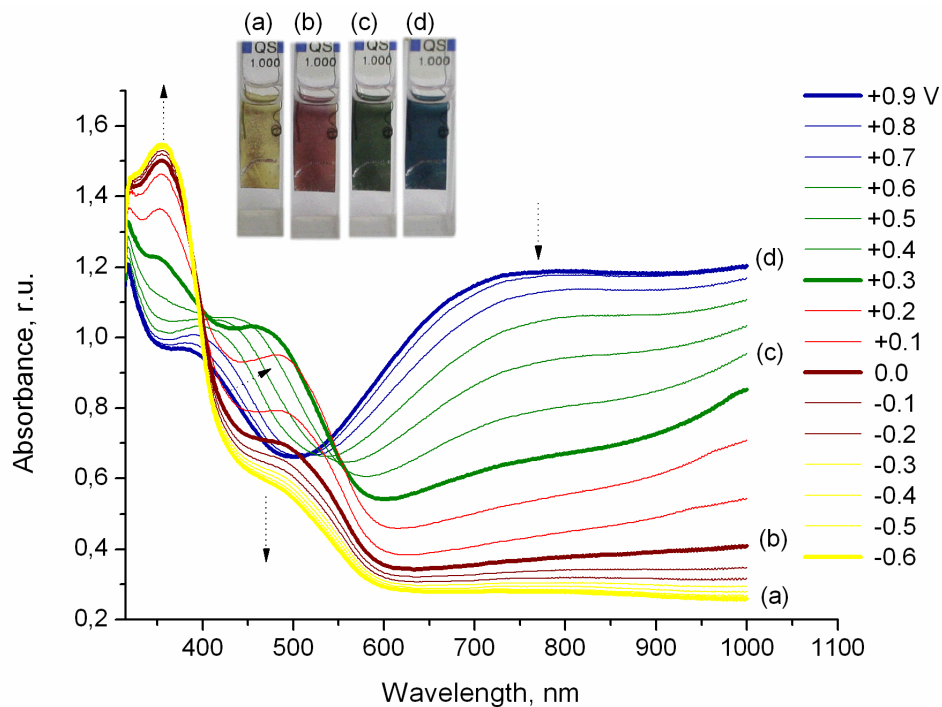 (a) (b) (c) (d)
QS QS QS QS
1.000 1.000 1.000 1.000
Absorbance, r.u.
1,6
1,4
1,2
1,0
0,8
0,6
0,4
0,2
400 500 600 700 800 900 1000 1100
Wavelength, nm
(d)
(c)
(b)
(a)
+0.9 V
+0.8
+0.7
+0.6
+0.5
+0.4
+0.3
+0.2
+0.1
0.0
-0.1
-0.2
-0.3
-0.4
-0.5
-0.6